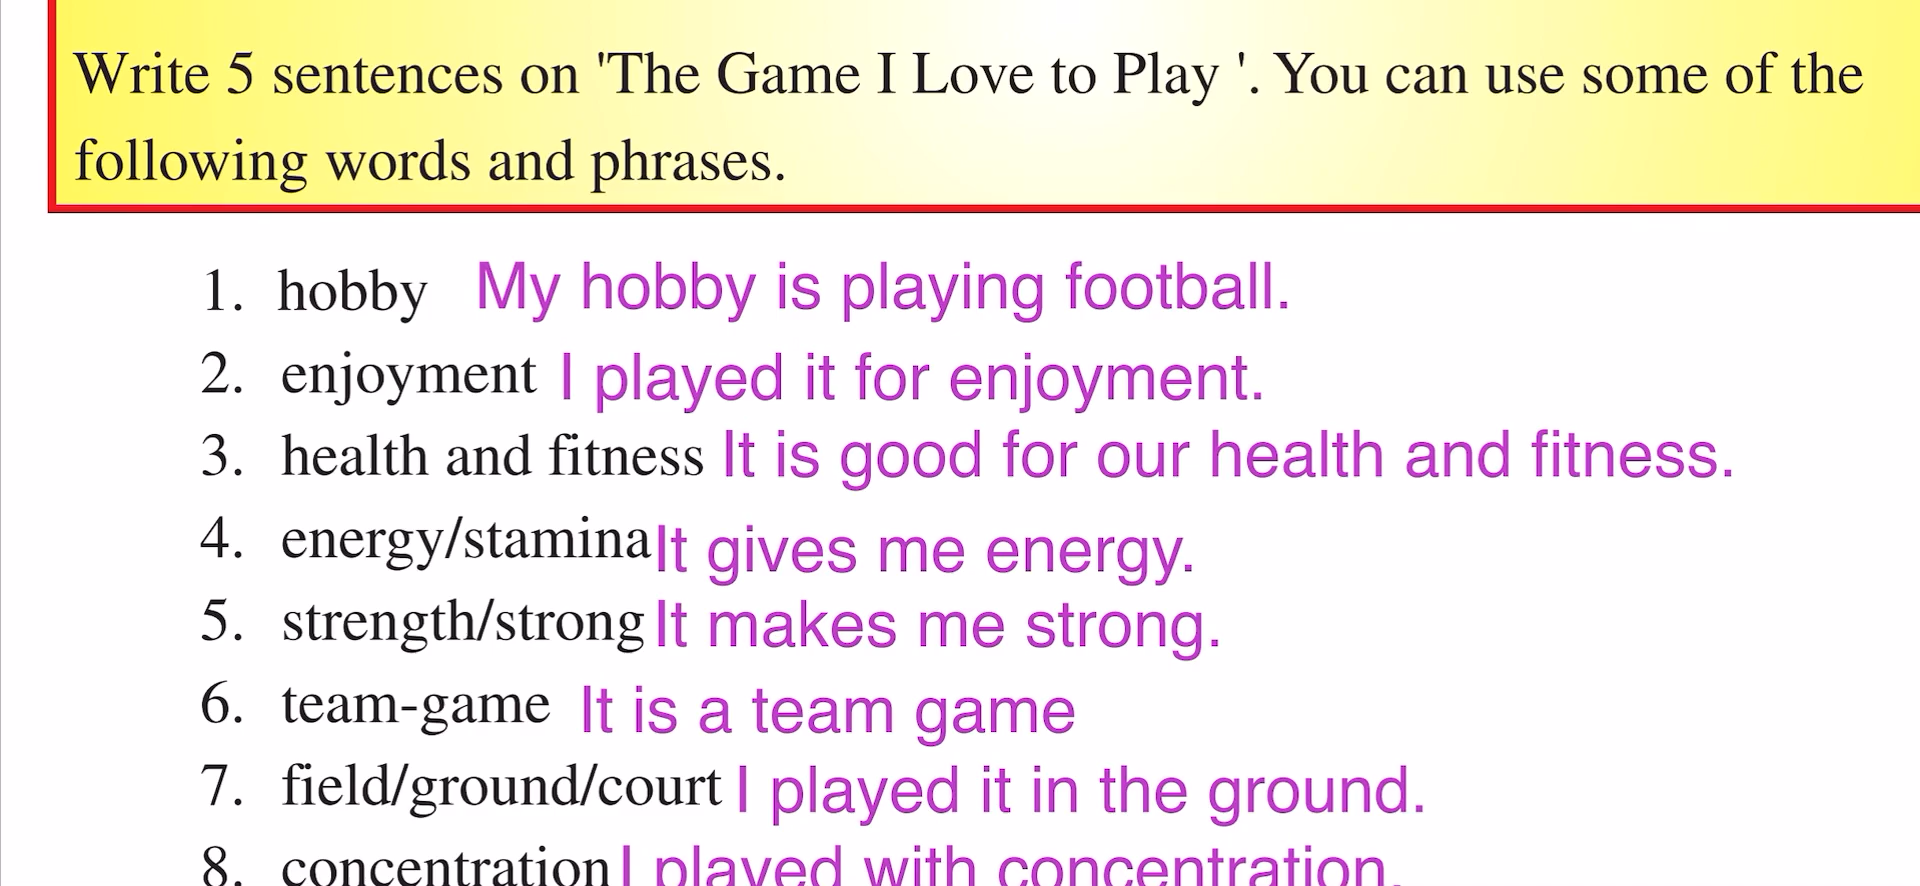 Write 5 sentences on 'The Game I Love to Play '. You can use some of the
following words and phrases.
1. hobby My hobby is playing football.
2. enjoyment I played it for enjoyment.
3. health and fitness It is good for our health and fitness.
4. energy/stamina It gives me energy.
5. strength/strong It makes me strong.
6. team-game It is a team game
7. field/ground/court I played it in the ground.
8. concentration I played with concentration.